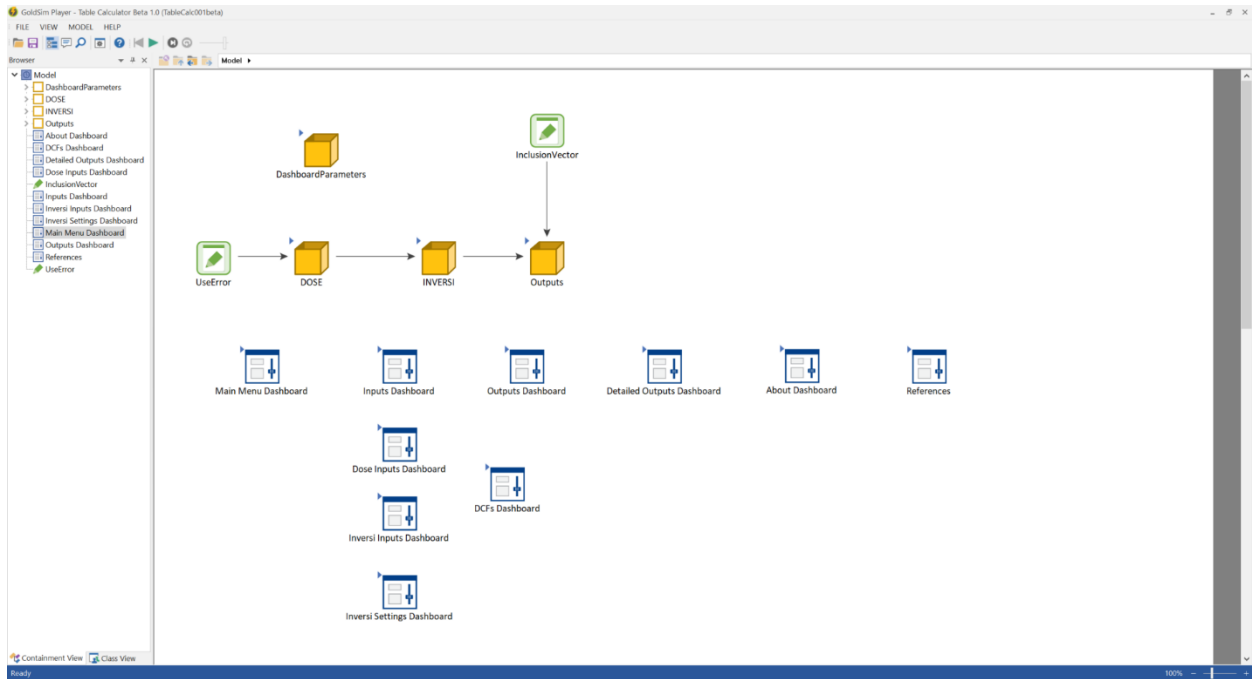 GoldSim Player - Table Calculator Beta 1.0 (TableCalc001beta)
FILE VIEW MODEL HELP
Browser
Model
Model
DashboardParameters
DOSE
INVERSI
Outputs
About Dashboard
DCFs Dashboard
Detailed Outputs Dashboard
Dose Inputs Dashboard
InclusionVector
Inputs Dashboard
Inversi Inputs Dashboard
Inversi Settings Dashboard
Main Menu Dashboard
Outputs Dashboard
References
UseError
InclusionVector
DashboardParameters
UseError
DOSE
INVERSI
Outputs
Main Menu Dashboard
Inputs Dashboard
Outputs Dashboard
Detailed Outputs Dashboard
About Dashboard
References
Dose Inputs Dashboard
DCFs Dashboard
Inversi Inputs Dashboard
Inversi Settings Dashboard
Containment View Class View
Ready
100%